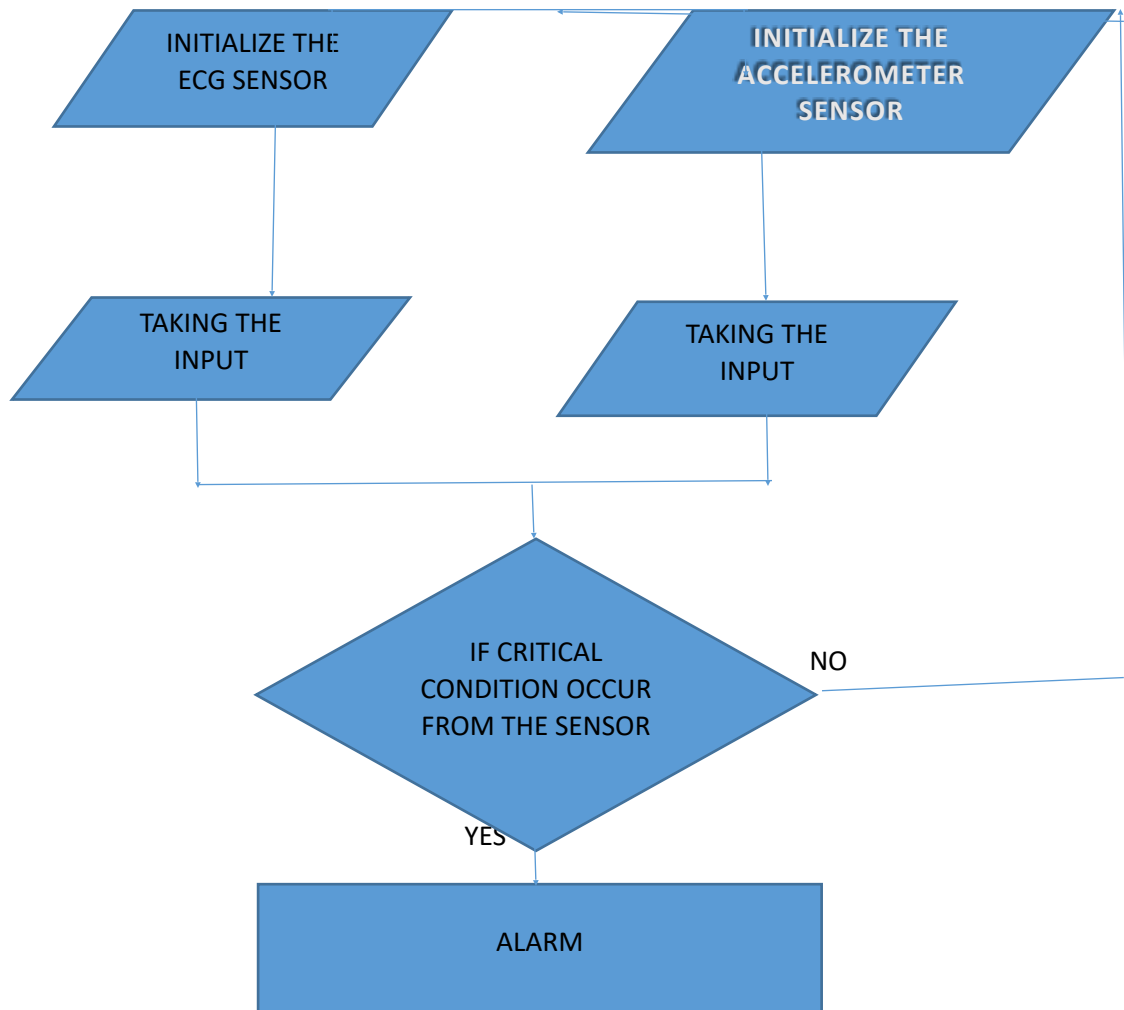 INITIALIZE THE
ECG SENSOR
INITIALIZE THE
ACCELEROMETER
SENSOR
TAKING THE
INPUT
TAKING THE
INPUT
IF CRITICAL
CONDITION OCCUR
FROM THE SENSOR
NO
YES
ALARM